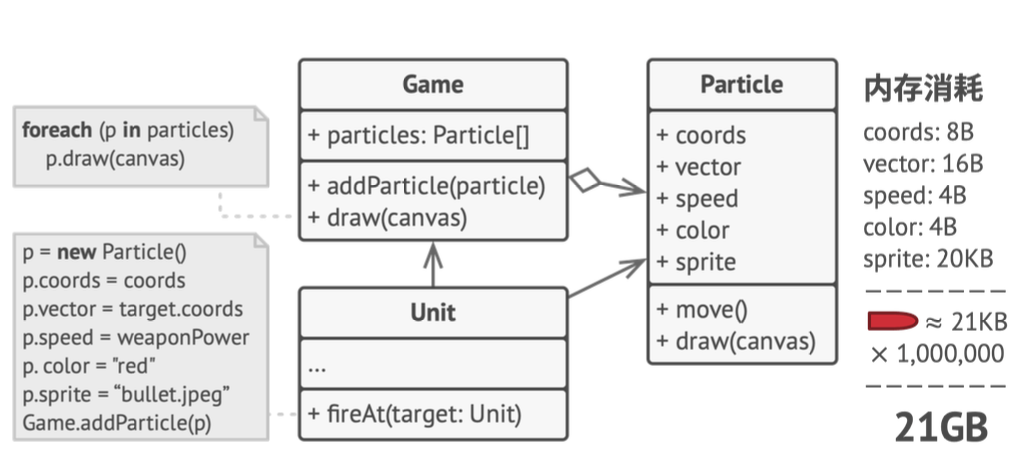 foreach (p in particles)
p.draw(canvas)
p = new Particle()
p.coords = coords
p.vector = target.coords
p.speed = weaponPower
p. color = "red"
p.sprite = “bullet.jpeg”
Game.addParticle(p)
Game
+ particles: Particle[]
+ addParticle(particle)
+ draw(canvas)
Unit
...
+ fireAt(target: Unit)
Particle
+ coords
+ vector
+ speed
+ color
+ sprite
+ move()
+ draw(canvas)
内存消耗
coords: 8B
vector: 16B
speed: 4B
color: 4B
sprite: 20KB
≈ 21KB
× 1,000,000
21GB